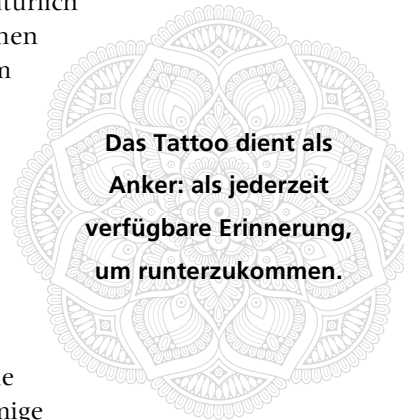 Das Tattoo dient als
Anker: als jederzeit
verfügbare Erinnerung,
um runterzukommen.